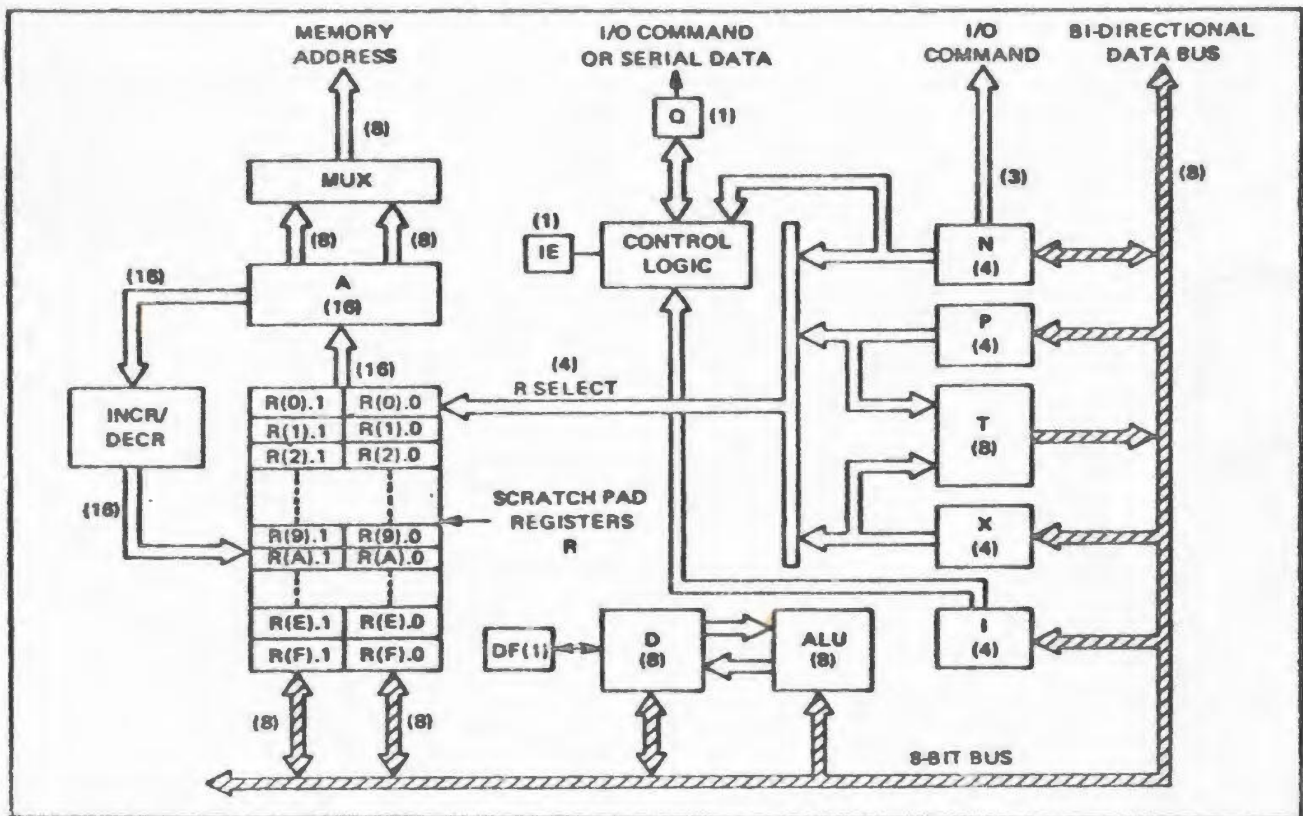 MEMORY
ADDRESS
I/O COMMAND
OR SERIAL DATA
I/O
COMMAND
BI-DIRECTIONAL
DATA BUS
(8)
Q
(1)
(3)
(8)
MUX
(8)
(8)
(1)
IE
CONTROL
LOGIC
N
(4)
(16)
A
(16)
P
(4)
(16)
(4)
R SELECT
INCR/
DECR
R(0).1 R(0).0
R(1).1 R(1).0
R(2).1 R(2).0
T
(8)
(16)
SCRATCH PAD
REGISTERS
R
R(9).1 R(9).0
R(A).1 R(A).0
X
(4)
R(E).1 R(E).0
R(F).1 R(F).0
DF(1)
D
(8)
ALU
(8)
I
(4)
(8)
(8)
8-BIT BUS